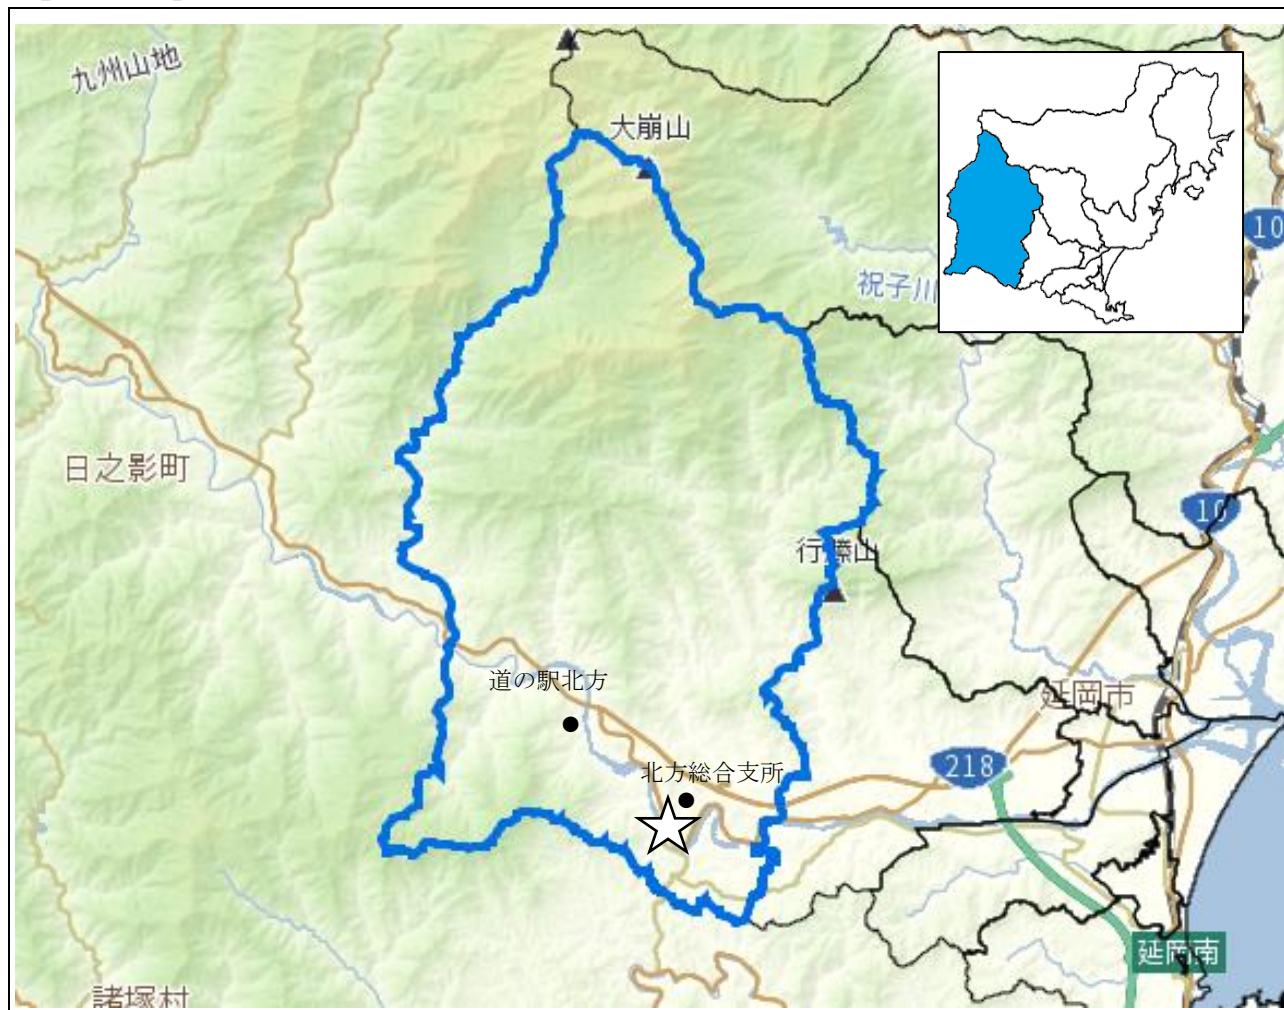 九州山地
大崩山
10
祝子川
日之影町
10
行縢山
道の駅北方
延岡市
北方総合支所
218
延岡南
諸塚村